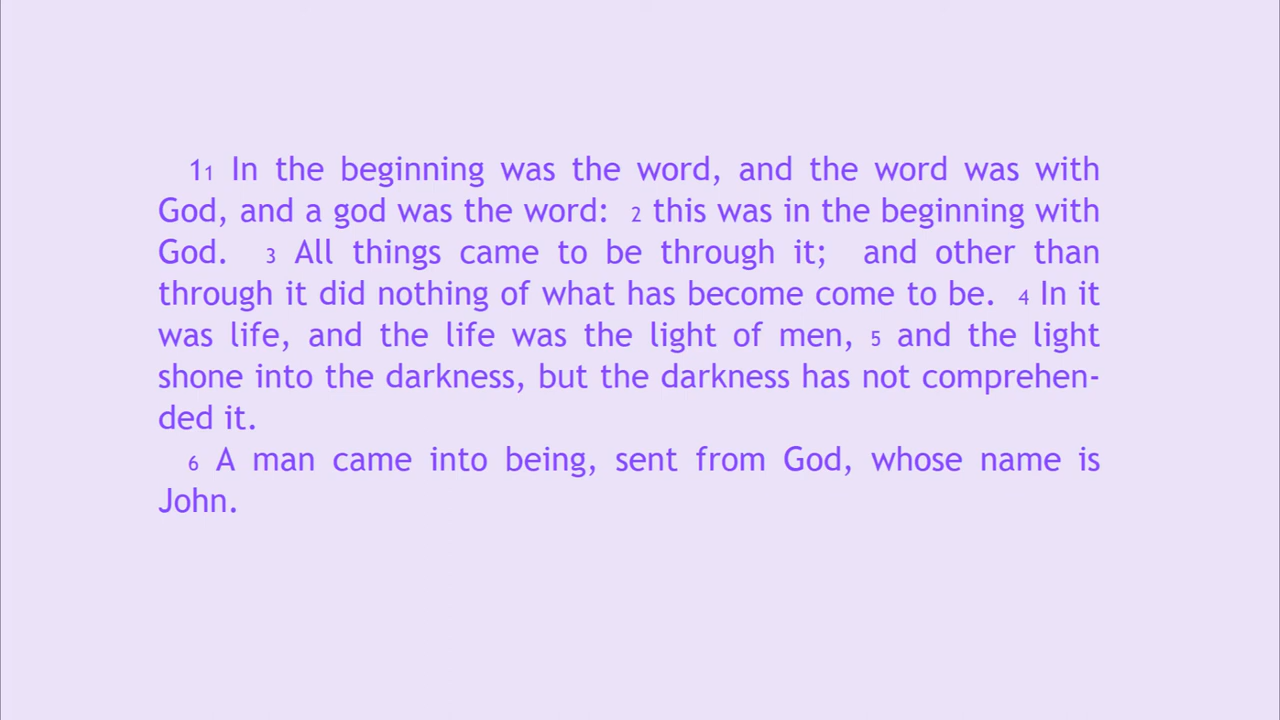 11 In the beginning was the word, and the word was with
God, and a god was the word: 2 this was in the beginning with
God. 3 All things came to be through it; and other than
through it did nothing of what has become come to be. 4 In it
was life, and the life was the light of men, 5 and the light
shone into the darkness, but the darkness has not comprehen-
ded it.
6 A man came into being, sent from God, whose name is
John.